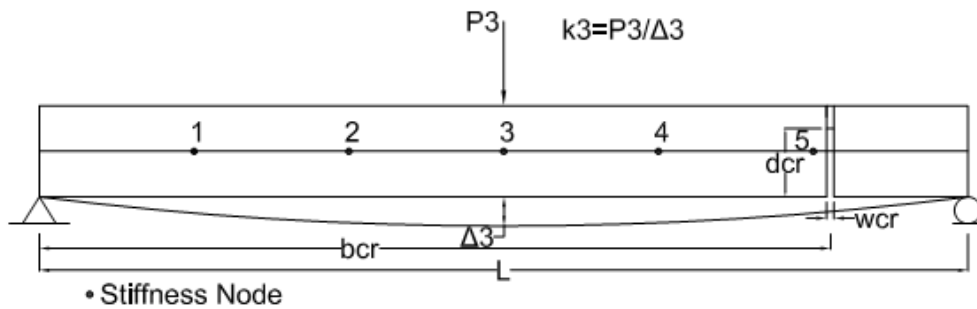 P3
k3=P3/Δ3
1
2
3
4
5
dcr
wcr
Δ3
bcr
L
• Stiffness Node